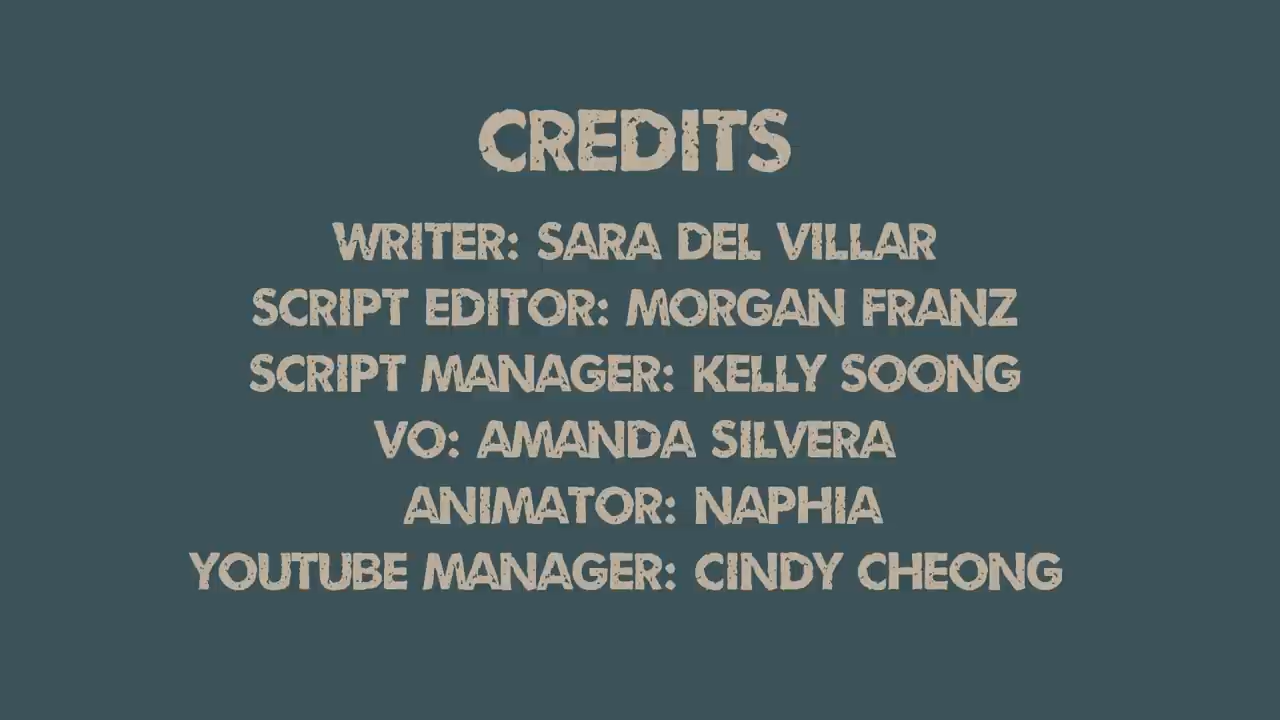 CREDITS
WRITER: SARA DEL VILLAR
SCRIPT EDITOR: MORGAN FRANZ
SCRIPT MANAGER: KELLY SOONG
VO: AMANDA SILVERA
ANIMATOR: NAPHIA
YOUTUBE MANAGER: CINDY CHEONG